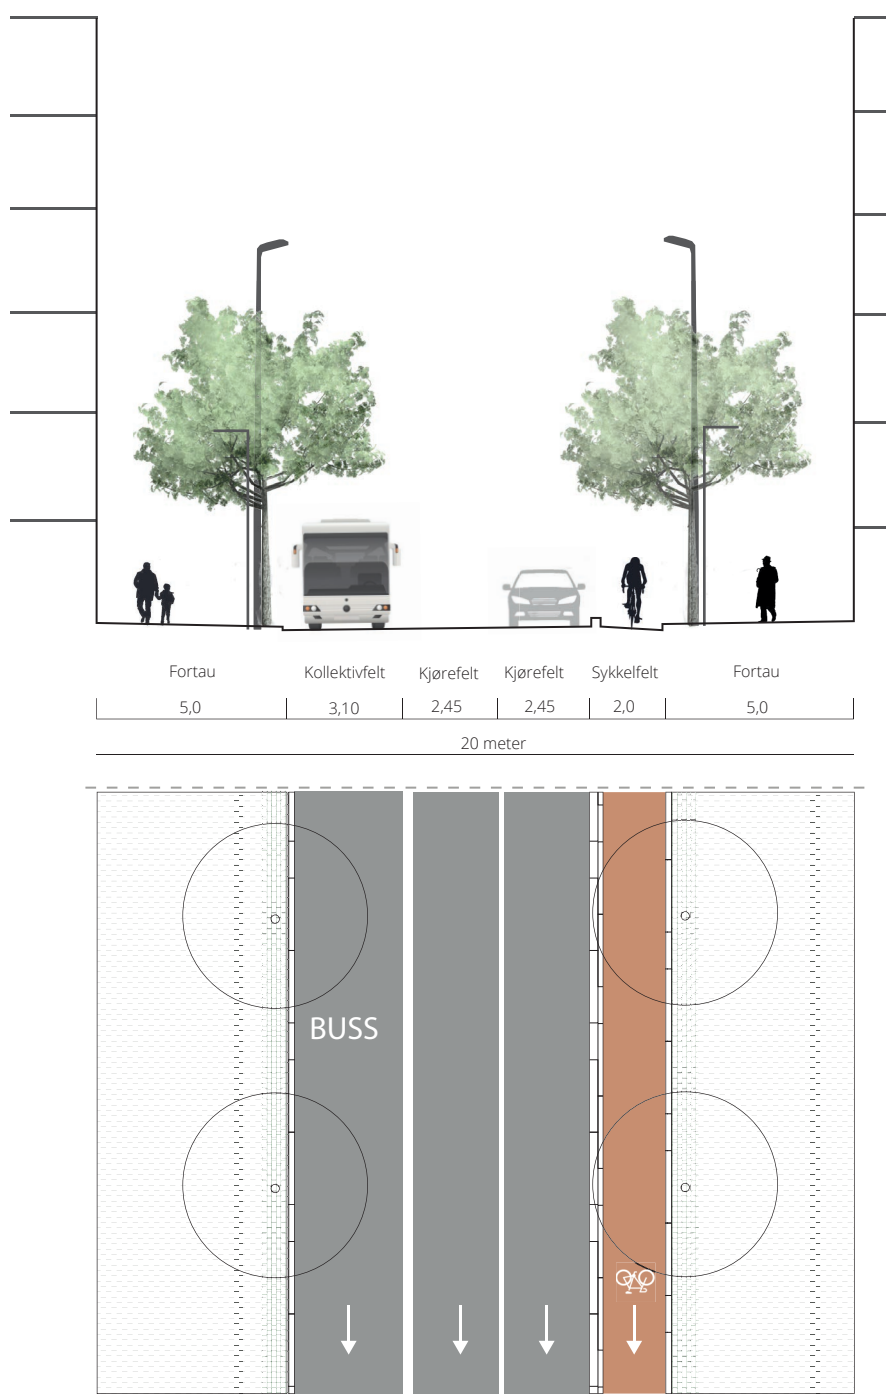 Fortau Kollektivfelt Kjørefelt Kjørefelt Sykkelfelt Fortau
5,0 3,10 2,45 2,45 2,0 5,0
20 meter
BUSS